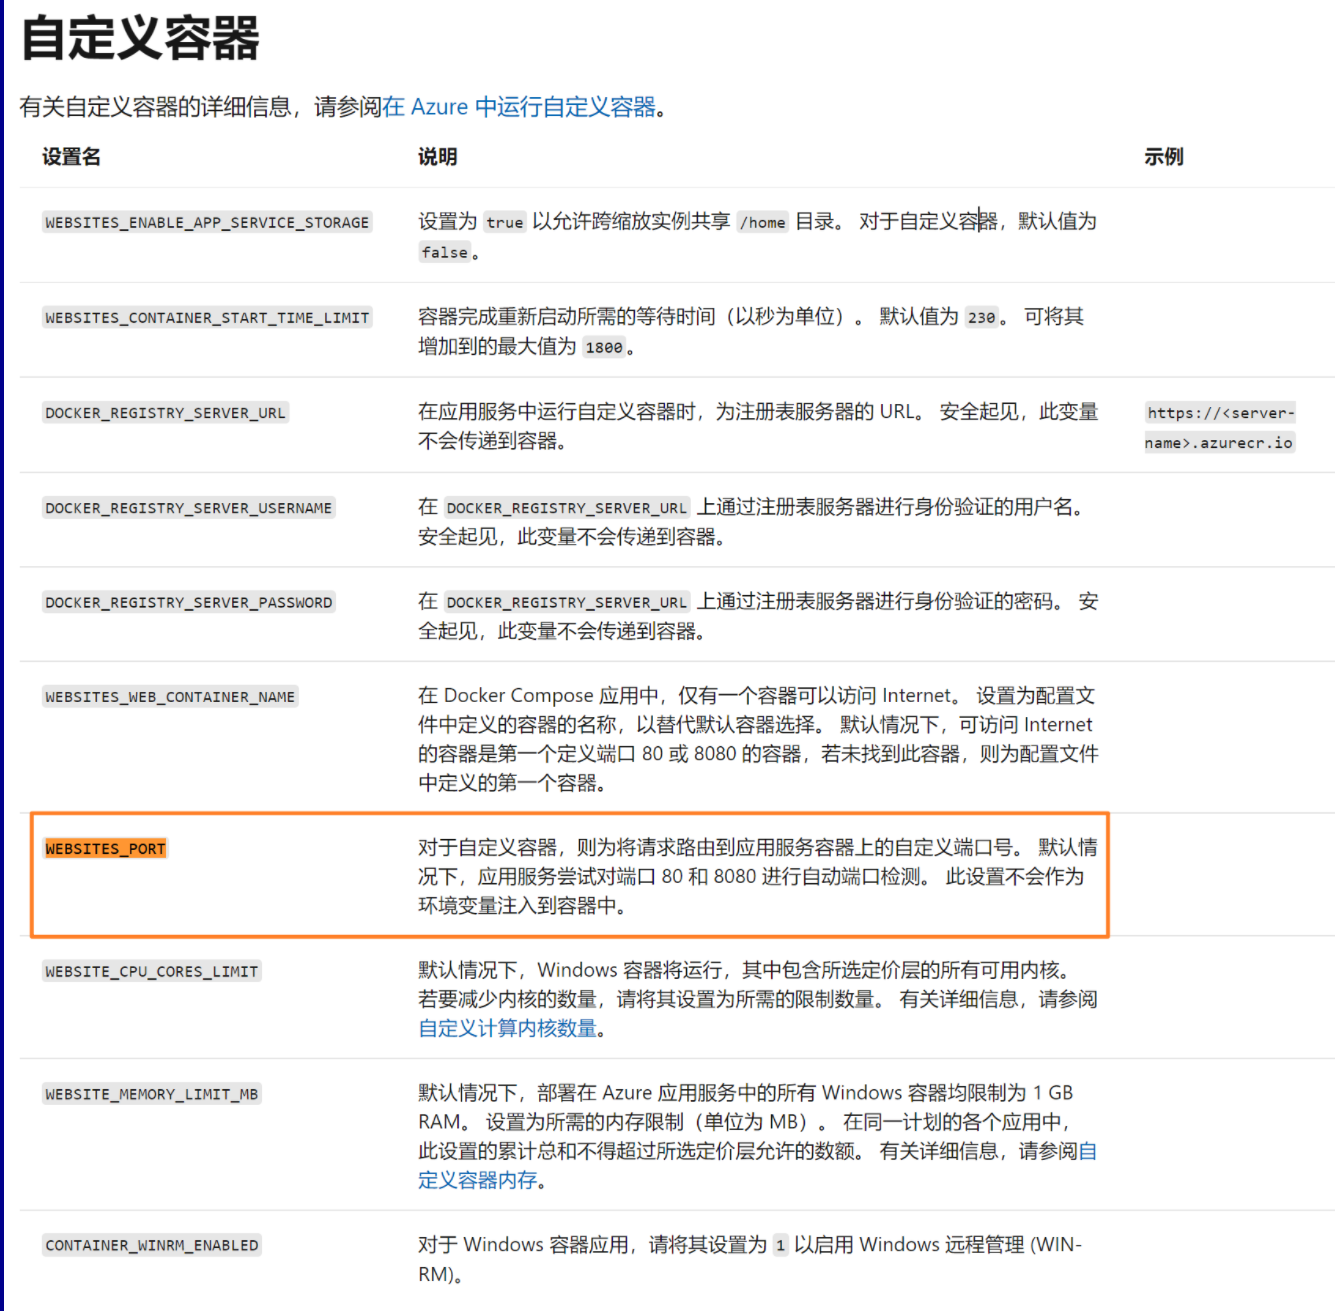 自定义容器
有关自定义容器的详细信息，请参阅在 Azure 中运行自定义容器。
设置名 说明 示例
WEBSITES_ENABLE_APP_SERVICE_STORAGE 设置为 true 以允许跨缩放实例共享 /home 目录。 对于自定义容器，默认值为
false。
WEBSITES_CONTAINER_START_TIME_LIMIT 容器完成重新启动所需的等待时间（以秒为单位）。 默认值为 230。 可将其
增加到的最大值为 1800。
DOCKER_REGISTRY_SERVER_URL 在应用服务中运行自定义容器时，为注册表服务器的 URL。 安全起见，此变量 https://<server-
不会传递到容器。 name>.azurecr.io
DOCKER_REGISTRY_SERVER_USERNAME 在 DOCKER_REGISTRY_SERVER_URL 上通过注册表服务器进行身份验证的用户名。
安全起见，此变量不会传递到容器。
DOCKER_REGISTRY_SERVER_PASSWORD 在 DOCKER_REGISTRY_SERVER_URL 上通过注册表服务器进行身份验证的密码。 安
全起见，此变量不会传递到容器。
WEBSITES_WEB_CONTAINER_NAME 在 Docker Compose 应用中，仅有一个容器可以访问 Internet。 设置为配置文
件中定义的容器的名称，以替代默认容器选择。 默认情况下，可访问 Internet
的容器是第一个定义端口 80 或 8080 的容器，若未找到此容器，则为配置文件
中定义的第一个容器。
WEBSITES_PORT 对于自定义容器，则为将请求路由到应用服务容器上的自定义端口号。 默认情
况下，应用服务尝试对端口 80 和 8080 进行自动端口检测。 此设置不会作为
环境变量注入到容器中。
WEBSITE_CPU_CORES_LIMIT 默认情况下，Windows 容器将运行，其中包含所选定价层的所有可用内核。
若要减少内核的数量，请将其设置为所需的限制数量。 有关详细信息，请参阅
自定义计算内核数量。
WEBSITE_MEMORY_LIMIT_MB 默认情况下，部署在 Azure 应用服务中的所有 Windows 容器均限制为 1 GB
RAM。 设置为所需的内存限制（单位为 MB）。 在同一计划的各个应用中，
此设置的累计总和不得超过所选定价层允许的数额。 有关详细信息，请参阅自
定义容器内存。
CONTAINER_WINRM_ENABLED 对于 Windows 容器应用，请将其设置为 1 以启用 Windows 远程管理 (WIN-
RM)。